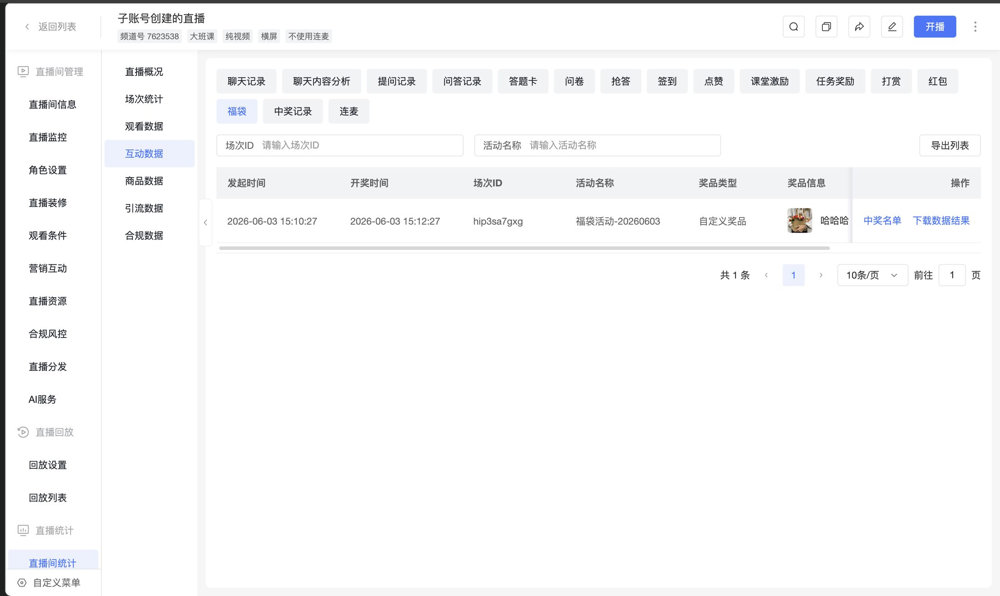 返回列表
子账号创建的直播
频道号 7623538 大班课 纯视频 横屏 不使用连麦
开播
直播间管理
直播间信息
直播监控
角色设置
直播装修
观看条件
营销互动
直播资源
合规风控
直播分发
AI服务
直播回放
回放设置
回放列表
直播统计
直播间统计
自定义菜单
直播概况
场次统计
观看数据
互动数据
商品数据
引流数据
合规数据
聊天记录 聊天内容分析 提问记录 问答记录 答题卡 问卷 抢答 签到 点赞 课堂激励 任务奖励 打赏 红包
福袋 中奖记录 连麦
场次ID 请输入场次ID 活动名称 请输入活动名称 导出列表
发起时间 开奖时间 场次ID 活动名称 奖品类型 奖品信息 操作
2026-06-03 15:10:27 2026-06-03 15:12:27 hip3sa7gxg 福袋活动-20260603 自定义奖品 哈哈哈 中奖名单 下载数据结果
共 1 条 1 10条/页 前往 1 页